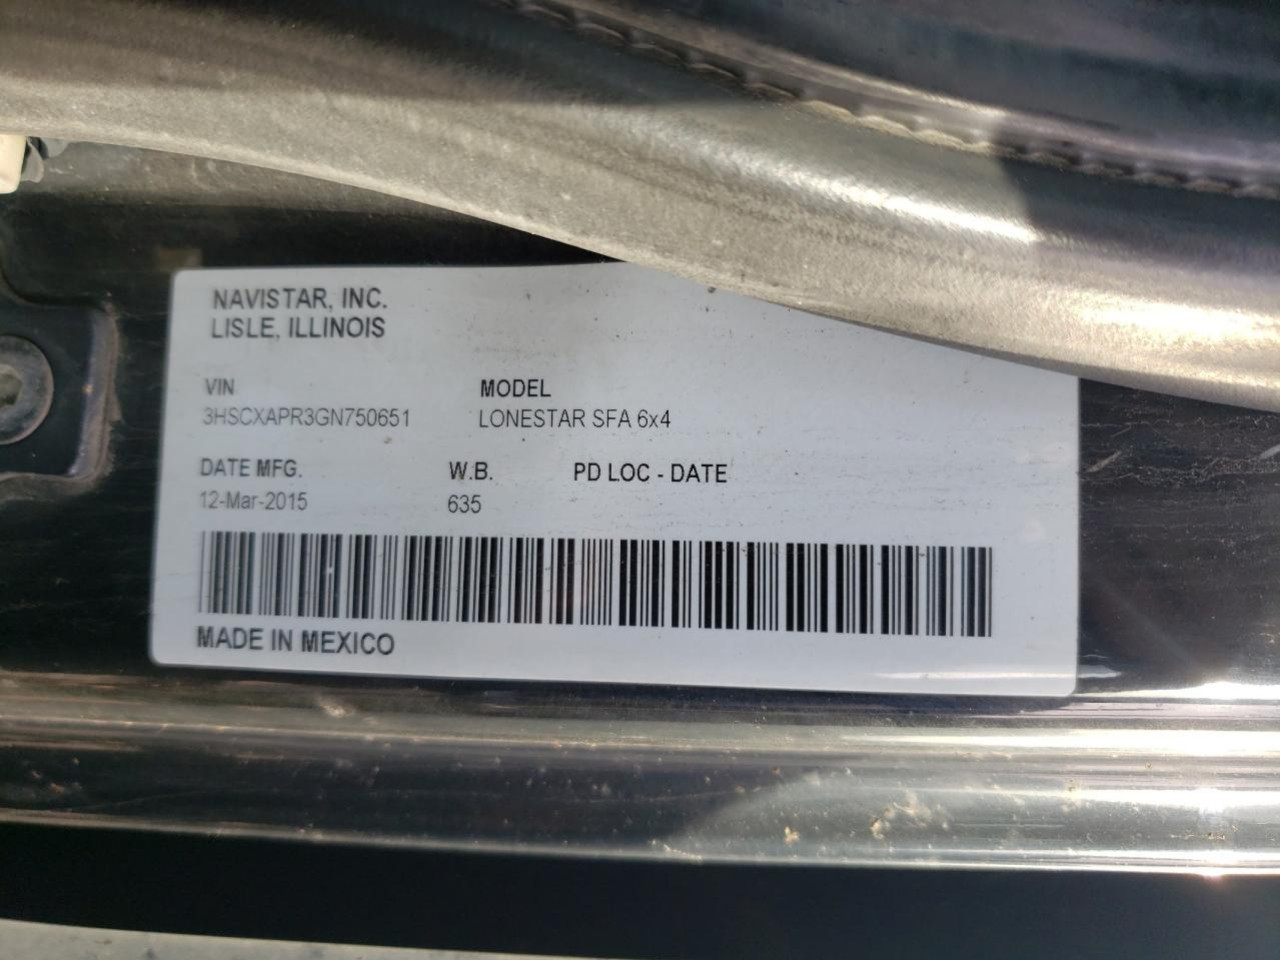 NAVISTAR, INC.
LISLE, ILLINOIS
VIN MODEL
3HSCXAPR3GN750651 LONESTAR SFA 6x4
DATE MFG. W.B. PD LOC - DATE
12-Mar-2015 635
MADE IN MEXICO